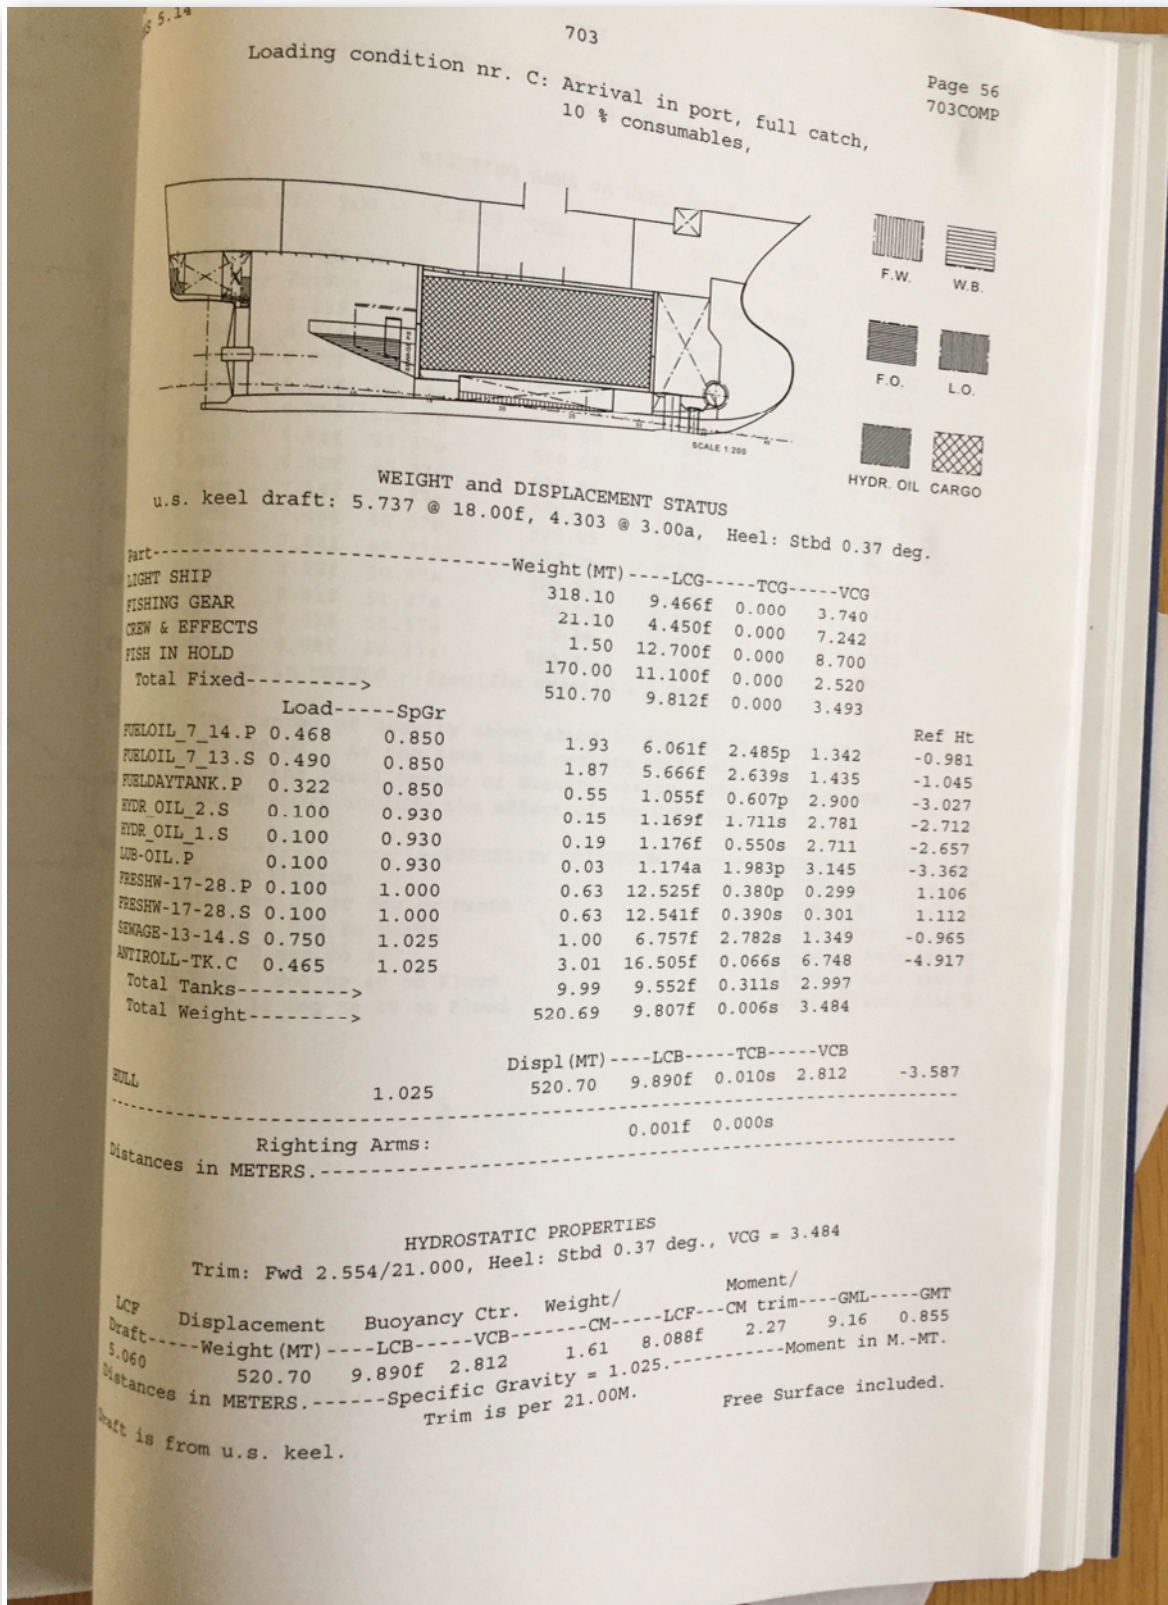 703
Page 56
703COMP
Loading condition nr. C: Arrival in port, full catch,
10 % consumables,
F.W. W.B.
F.O. L.O.
HYDR. OIL CARGO
SCALE 1:200
WEIGHT and DISPLACEMENT STATUS
u.s. keel draft: 5.737 @ 18.00f, 4.303 @ 3.00a, Heel: Stbd 0.37 deg.
Part------------------------------Weight(MT)----LCG-----TCG-----VCG
LIGHT SHIP 318.10 9.466f 0.000 3.740
FISHING GEAR 21.10 4.450f 0.000 7.242
CREW & EFFECTS 1.50 12.700f 0.000 8.700
FISH IN HOLD 170.00 11.100f 0.000 2.520
Total Fixed---------> 510.70 9.812f 0.000 3.493
Load-----SpGr Ref Ht
FUELOIL_7_14.P 0.468 0.850 1.93 6.061f 2.485p 1.342 -0.981
FUELOIL_7_13.S 0.490 0.850 1.87 5.666f 2.639s 1.435 -1.045
FUELDAYTANK.P 0.322 0.850 0.55 1.055f 0.607p 2.900 -3.027
HYDR_OIL_2.S 0.100 0.930 0.15 1.169f 1.711s 2.781 -2.712
HYDR_OIL_1.S 0.100 0.930 0.19 1.176f 0.550s 2.711 -2.657
LUB-OIL.P 0.100 0.930 0.03 1.174a 1.983p 3.145 -3.362
FRESHW-17-28.P 0.100 1.000 0.63 12.525f 0.380p 0.299 1.106
FRESHW-17-28.S 0.100 1.000 0.63 12.541f 0.390s 0.301 1.112
SEWAGE-13-14.S 0.750 1.025 1.00 6.757f 2.782s 1.349 -0.965
ANTIROLL-TK.C 0.465 1.025 3.01 16.505f 0.066s 6.748 -4.917
Total Tanks---------> 9.99 9.552f 0.311s 2.997
Total Weight--------> 520.69 9.807f 0.006s 3.484
Displ(MT)----LCB-----TCB-----VCB
HULL 1.025 520.70 9.890f 0.010s 2.812 -3.587
Righting Arms: 0.001f 0.000s
Distances in METERS.
HYDROSTATIC PROPERTIES
Trim: Fwd 2.554/21.000, Heel: Stbd 0.37 deg., VCG = 3.484
LCF Displacement Buoyancy Ctr. Weight/ Moment/
Draft-----Weight(MT)----LCB-----VCB-------CM-----LCF---CM trim----GML-----GMT
5.060 520.70 9.890f 2.812 1.61 8.088f 2.27 9.16 0.855
Distances in METERS.------Specific Gravity = 1.025.-----------Moment in M.-MT.
Trim is per 21.00M.
Free Surface included.
Draft is from u.s. keel.